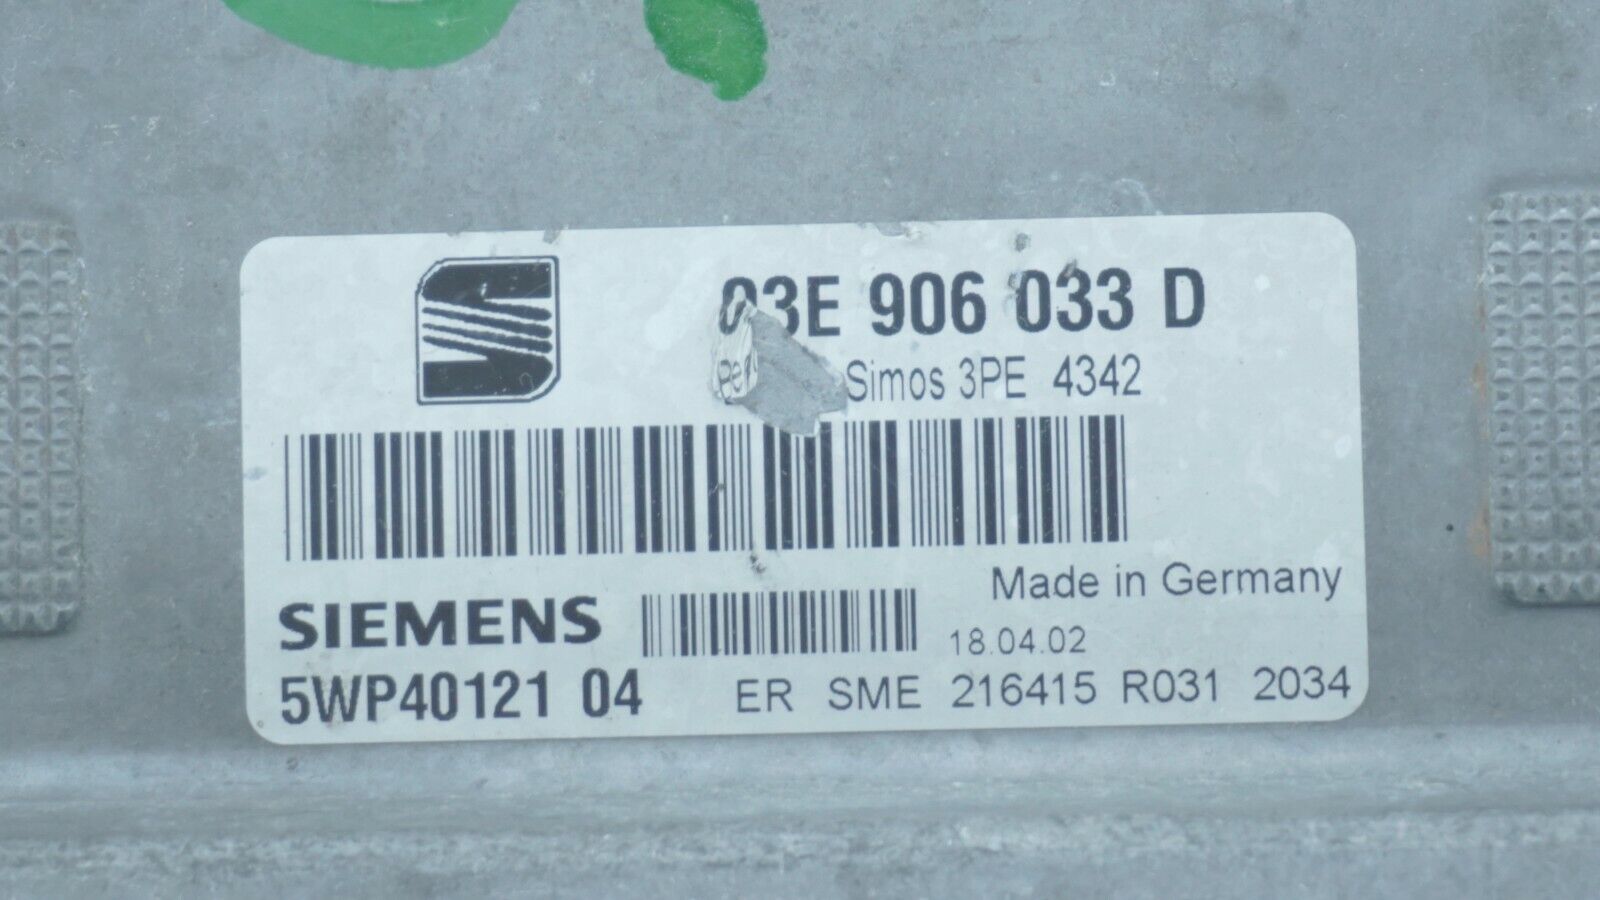 03E 906 033 D
Simos 3PE 4342
Made in Germany
SIEMENS
18.04.02
5WP40121 04 ER SME 216415 R031 2034